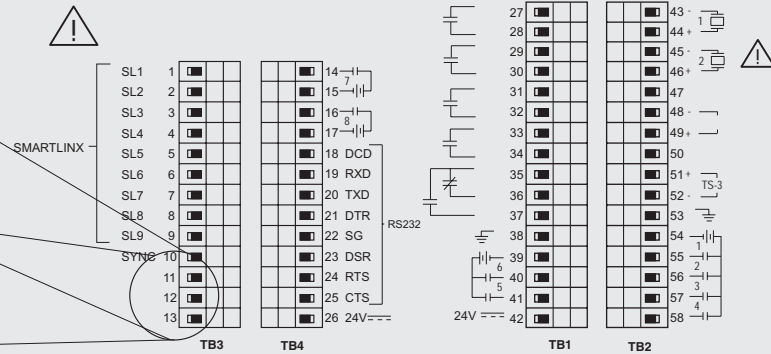 SMARTLINX
SL1 1
SL2 2
SL3 3
SL4 4
SL5 5
SL6 6
SL7 7
SL8 8
SL9 9
SYNC 10
11
12
13
TB3
14
7
15
16
8
17
18 DCD
19 RXD
20 TXD
21 DTR
22 SG
23 DSR
24 RTS
25 CTS
26 24V
RS232
TB4
27
28
29
30
31
32
33
34
35
36
37
38
39
6
40
5
41
24V 42
TB1
43 -
1
44 +
45 -
2
46 +
47
48 -
49 +
50
51 +
TS-3
52 -
53
54
1
55
2
56
3
57
4
58
TB2